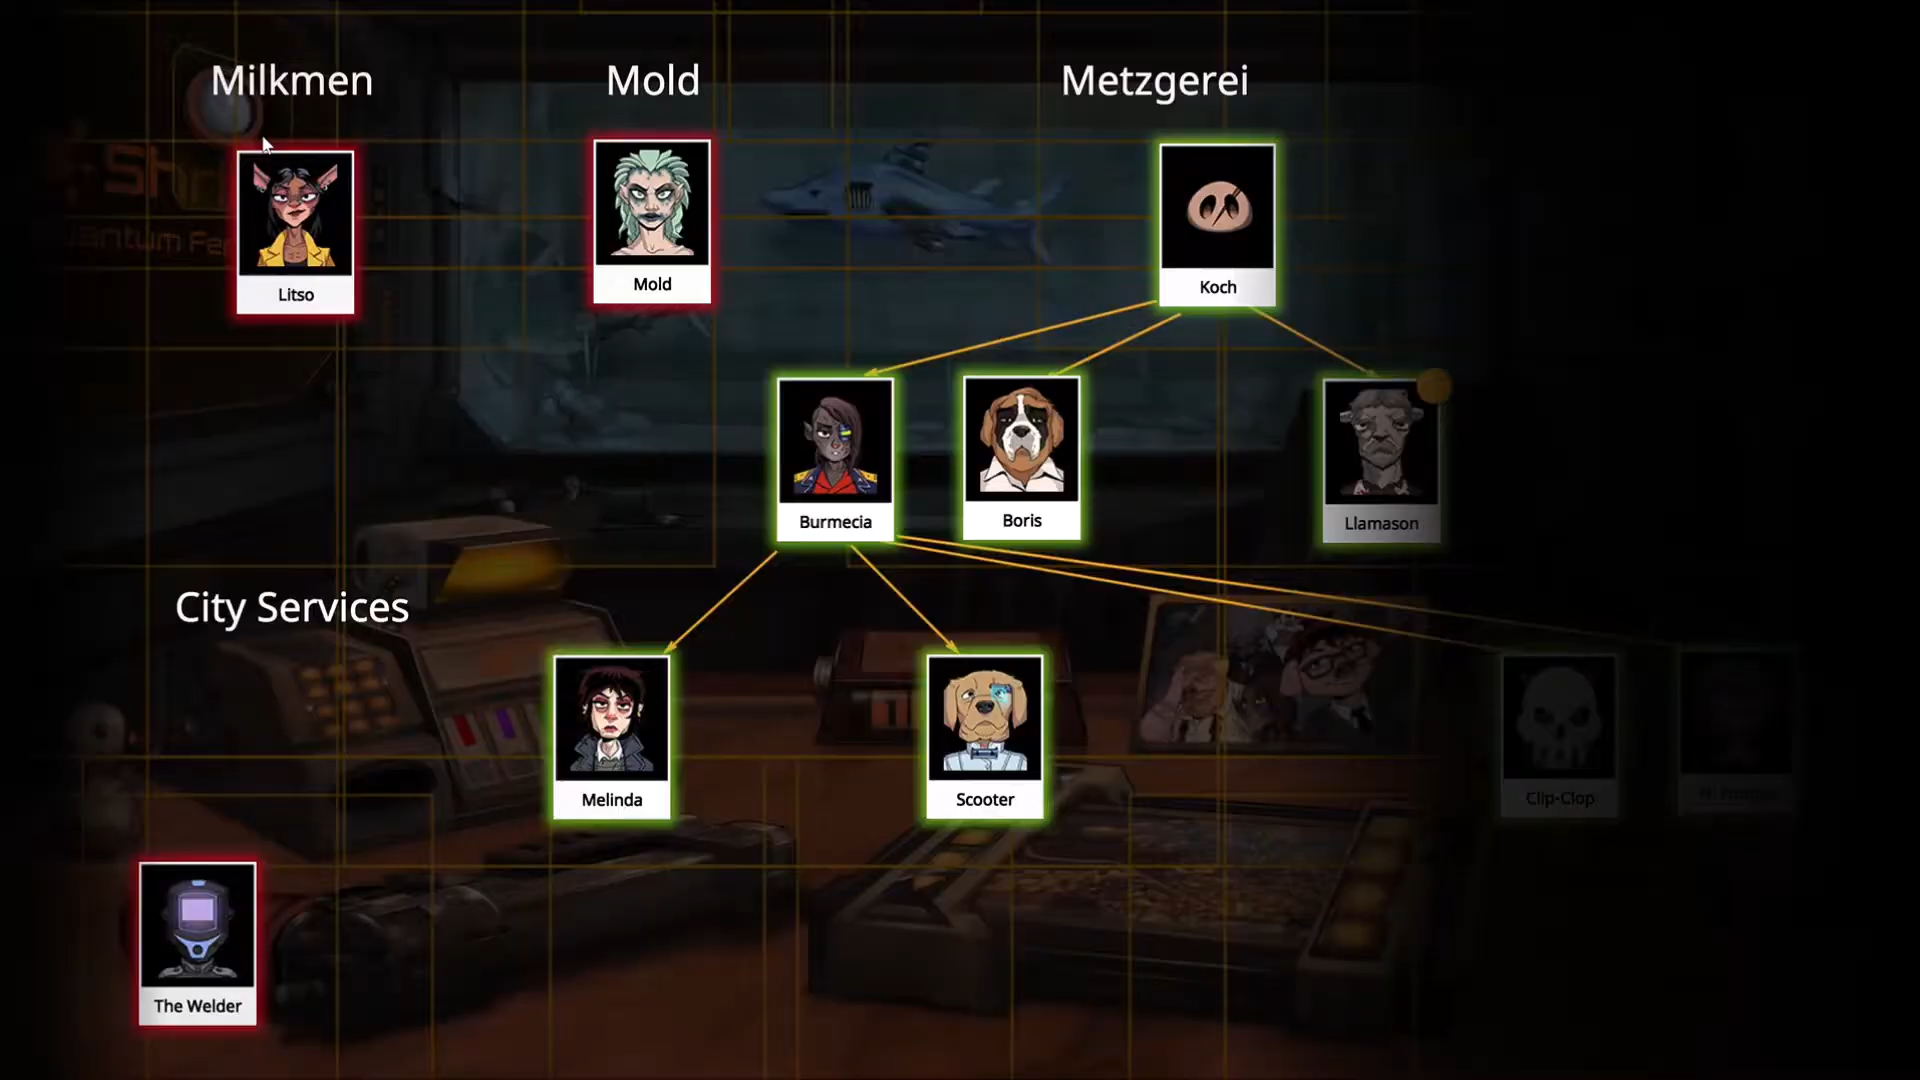 Milkmen
Mold
Metzgerei
Litso
Mold
Koch
Burmecia
Boris
Llamason
City Services
Melinda
Scooter
Clip-Clop
The Welder